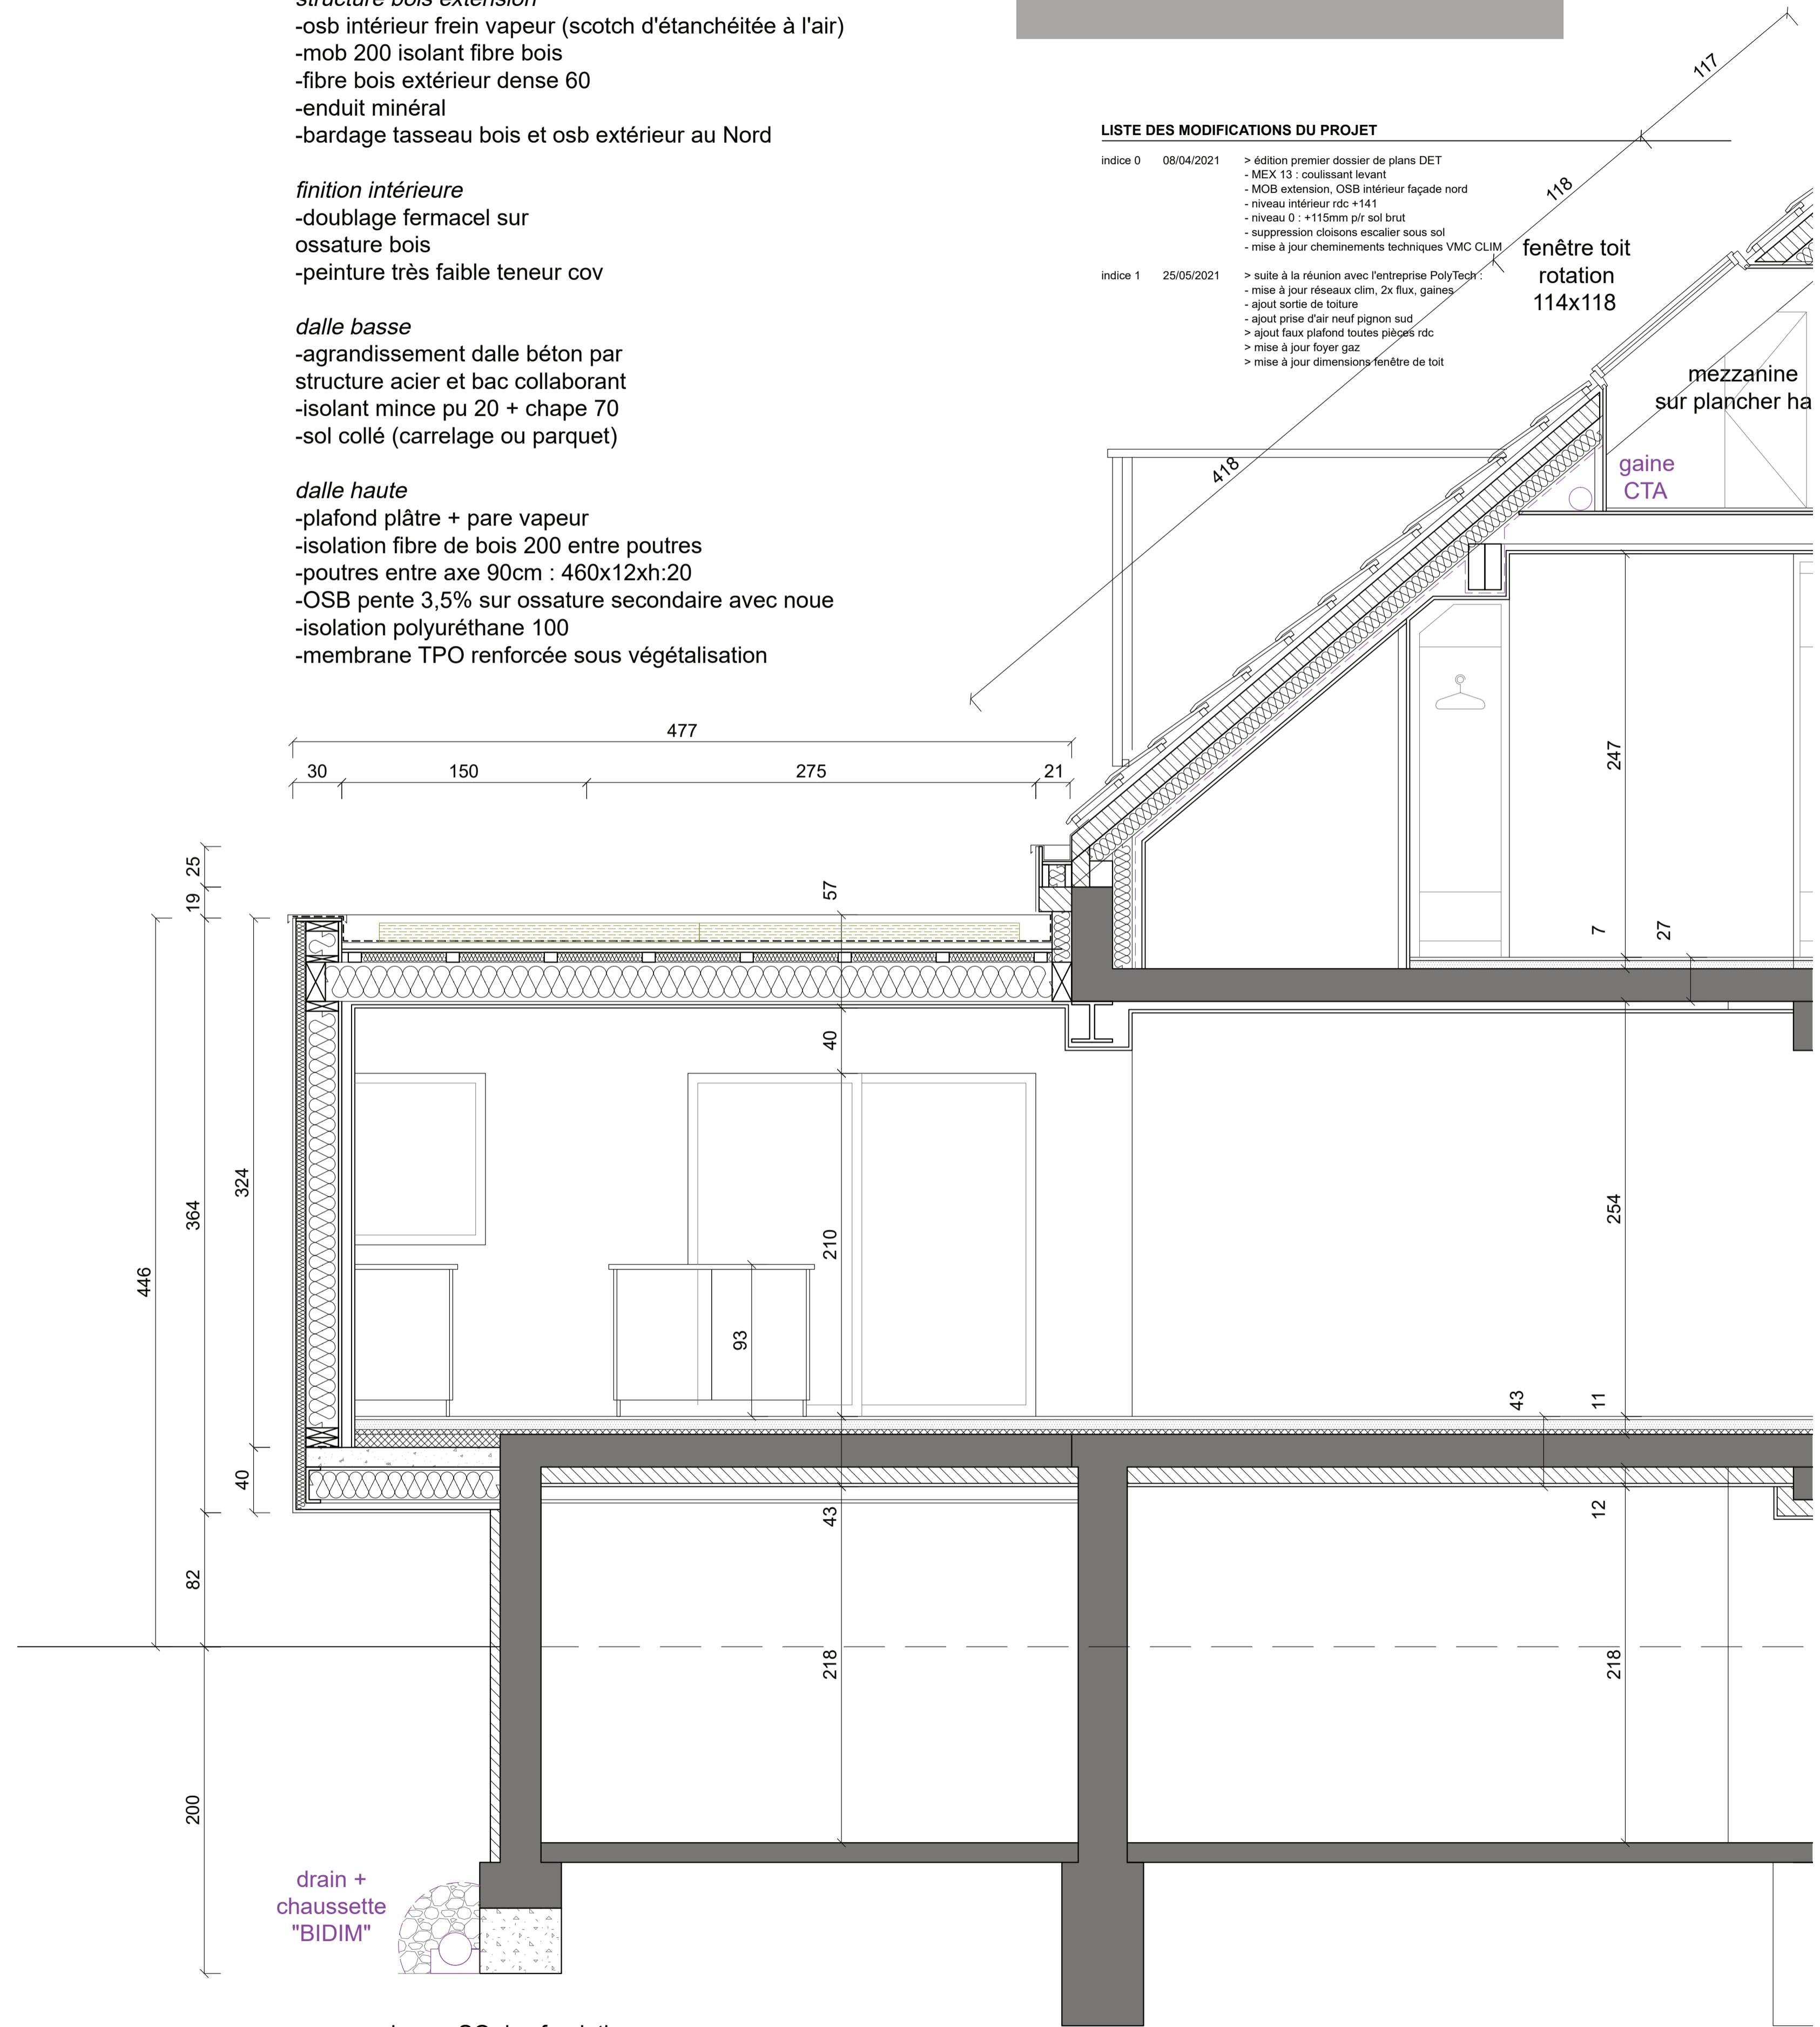 structure bois extension
-osb intérieur frein vapeur (scotch d'étanchéitée à l'air)
-mob 200 isolant fibre bois
-fibre bois extérieur dense 60
-enduit minéral
-bardage tasseau bois et osb extérieur au Nord
finition intérieure
-doublage fermacel sur
ossature bois
-peinture très faible teneur cov
dalle basse
-agrandissement dalle béton par
structure acier et bac collaborant
-isolant mince pu 20 + chape 70
-sol collé (carrelage ou parquet)
dalle haute
-plafond plâtre + pare vapeur
-isolation fibre de bois 200 entre poutres
-poutres entre axe 90cm : 460x12xh:20
-OSB pente 3,5% sur ossature secondaire avec noue
-isolation polyuréthane 100
-membrane TPO renforcée sous végétalisation
LISTE DES MODIFICATIONS DU PROJET
indice 0 08/04/2021 > édition premier dossier de plans DET
- MEX 13 : coulissant levant
- MOB extension, OSB intérieur façade nord
- niveau intérieur rdc +141
- niveau 0 : +115mm p/r sol brut
- suppression cloisons escalier sous sol
- mise à jour cheminements techniques VMC CLIM
indice 1 25/05/2021 > suite à la réunion avec l'entreprise PolyTech :
- mise à jour réseaux clim, 2x flux, gaines
- ajout sortie de toiture
- ajout prise d'air neuf pignon sud
> ajout faux plafond toutes pièces rdc
> mise à jour foyer gaz
> mise à jour dimensions fenêtre de toit
117
118
418
fenêtre toit
rotation
114x118
mezzanine
sur plancher ha
gaine
CTA
477
30 150 275 21
25
19
57
247
7
27
40
324
364
446
210
254
93
43
11
40
43
12
82
218
218
200
drain +
chaussette
"BIDIM"